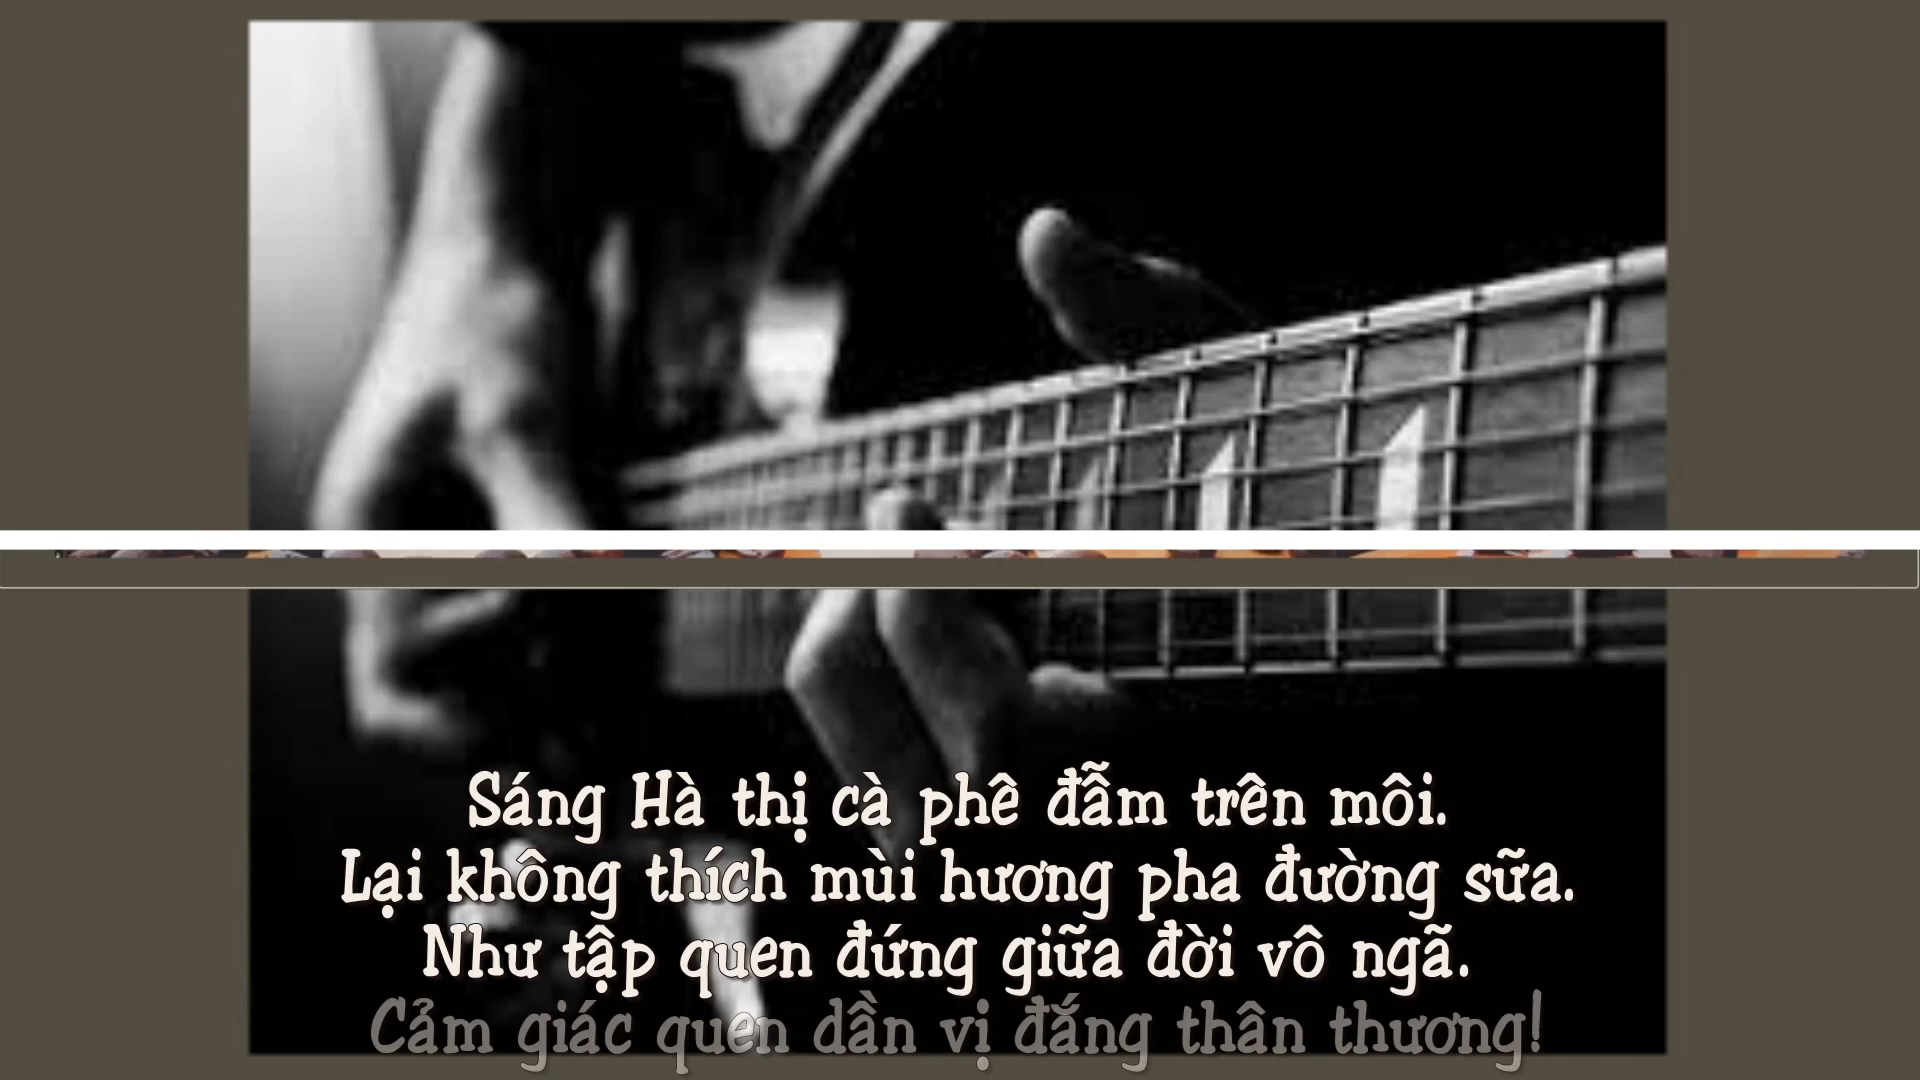 Sáng Hà thị cà phê đẫm trên môi.
Lại không thích mùi hương pha đường sữa.
Như tập quen đứng giữa đời vô ngã.
Cảm giác quen dần vị đắng thân thương!